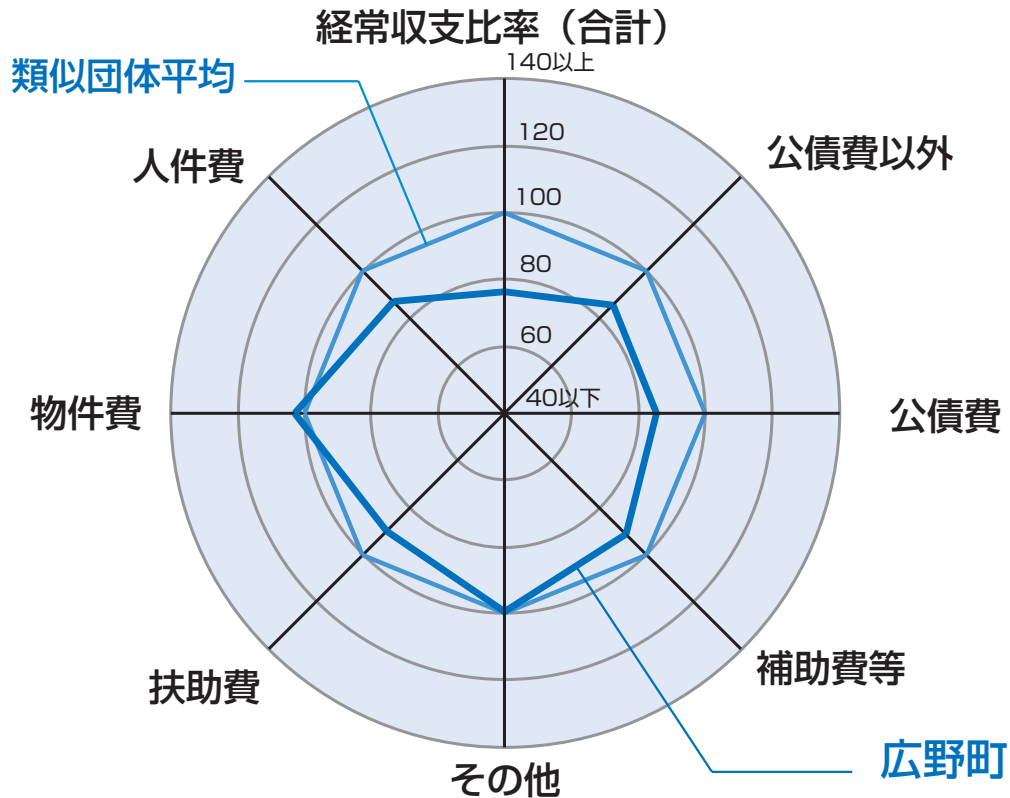 経常収支比率（合計）
140以上
類似団体平均
120
公債費以外
人件費
100
80
60
40以下
物件費
公債費
扶助費
補助費等
広野町
その他